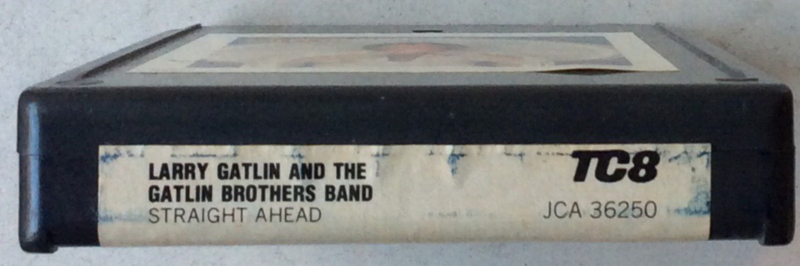 LARRY GATLIN AND THE
GATLIN BROTHERS BAND
STRAIGHT AHEAD
TC8
JCA 36250